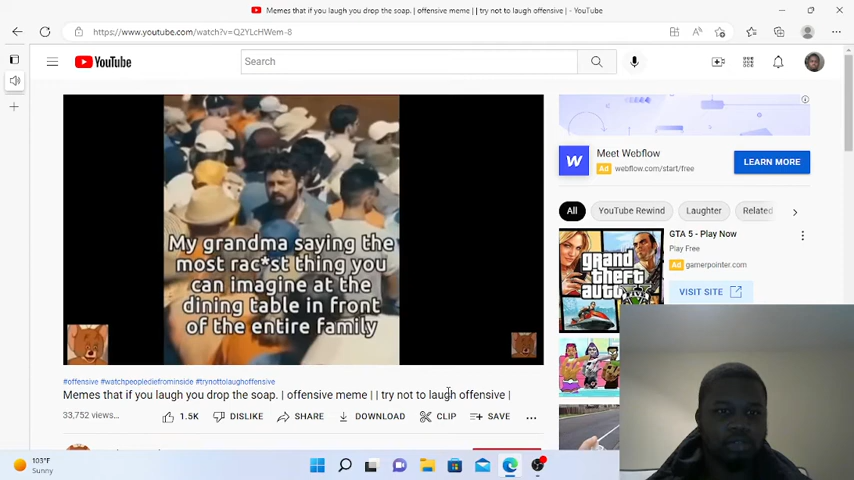 Memes that if you laugh you drop the soap. | offensive meme | | try not to laugh offensive | - YouTube
https://www.youtube.com/watch?v=Q2YLcHWem-8
YouTube
Search
My grandma saying the
most rac*st thing you
can imagine at the
dining table in front
of the entire family
#offensive #watchpeoplediefrominside #trynottolaughoffensive
Memes that if you laugh you drop the soap. | offensive meme | | try not to laugh offensive |
33,752 views...
1.5K
DISLIKE
SHARE
DOWNLOAD
CLIP
SAVE
Meet Webflow
Ad webflow.com/start/free
LEARN MORE
All
YouTube Rewind
Laughter
Related
grand
theft
auto
V
GTA 5 - Play Now
Play Free
Ad gamerpointer.com
VISIT SITE
103°F
Sunny